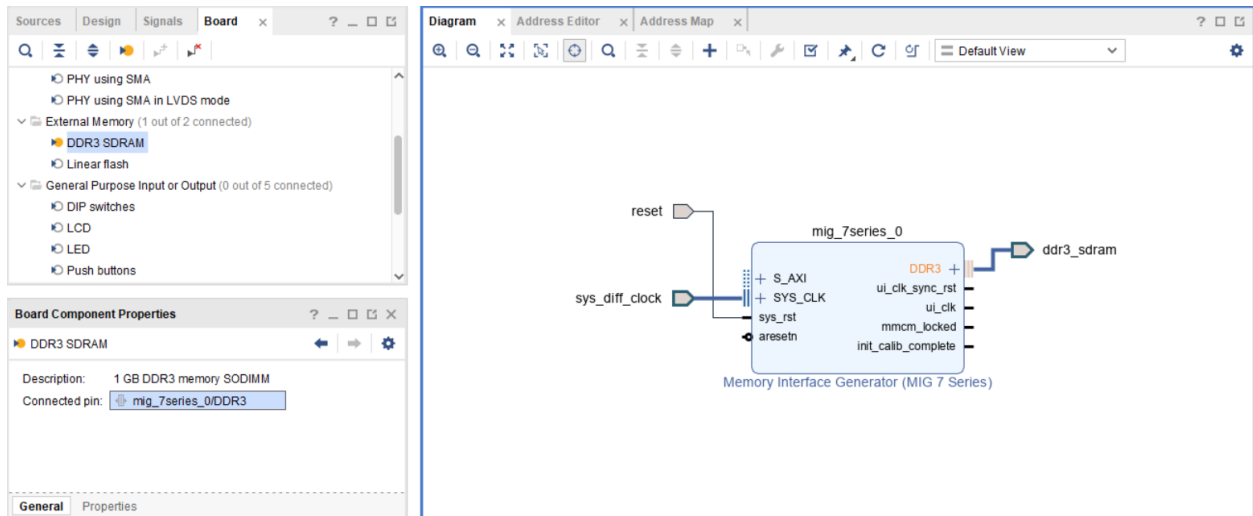 Sources Design Signals Board × ? _
PHY using SMA
PHY using SMA in LVDS mode
External Memory (1 out of 2 connected)
DDR3 SDRAM
Linear flash
General Purpose Input or Output (0 out of 5 connected)
DIP switches
LCD
LED
Push buttons
Board Component Properties ? _ ×
DDR3 SDRAM
Description: 1 GB DDR3 memory SODIMM
Connected pin: mig_7series_0/DDR3
General Properties
Diagram × Address Editor × Address Map × ?
Default View
reset
mig_7series_0
ddr3_sdram
DDR3 +
+ S_AXI
ui_clk_sync_rst
sys_diff_clock
+ SYS_CLK
ui_clk
sys_rst
mmcm_locked
aresetn
init_calib_complete
Memory Interface Generator (MIG 7 Series)